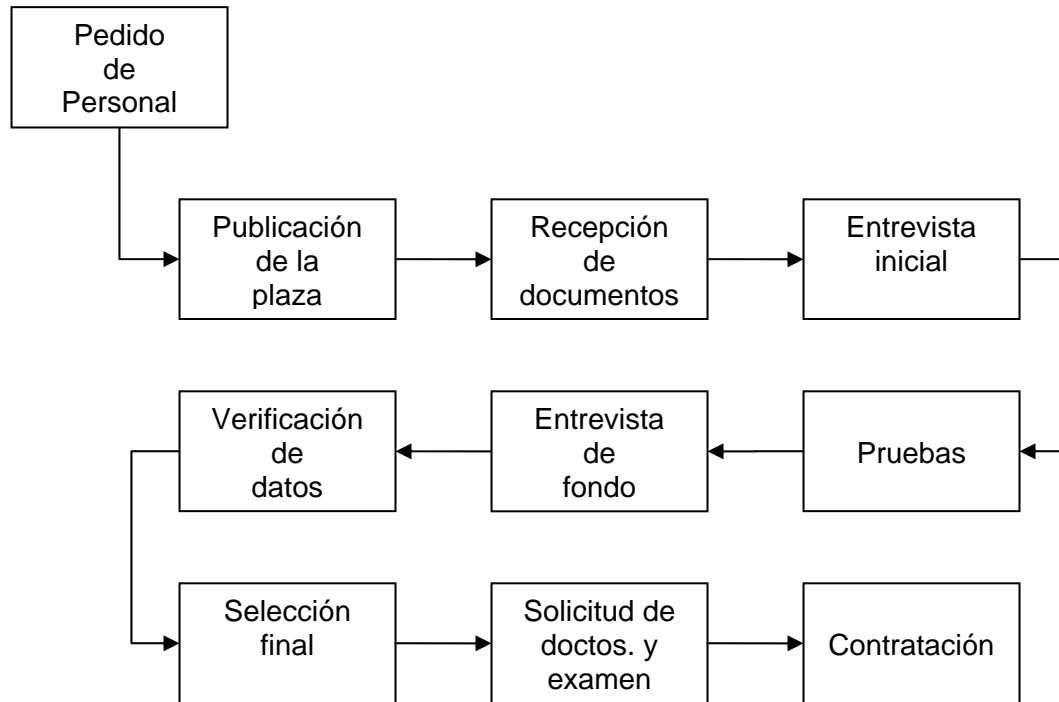 Pedido
de
Personal
Publicación
de la
plaza
Recepción
de
documentos
Entrevista
inicial
Pruebas
Entrevista
de
fondo
Verificación
de
datos
Selección
final
Solicitud de
doctos. y
examen
Contratación